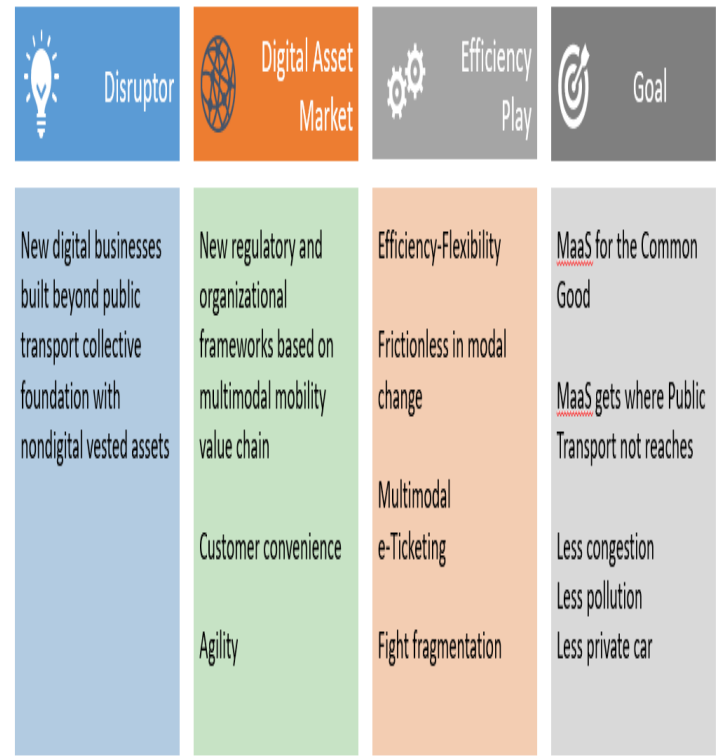 Disruptor
Digital Asset
Market
Efficiency
Play
Goal
New digital businesses
built beyond public
transport collective
foundation with
nondigital vested assets
New regulatory and
organizational
frameworks based on
multimodal mobility
value chain
Customer convenience
Agility
Efficiency-Flexibility
Frictionless in modal
change
Multimodal
e-Ticketing
Fight fragmentation
MaaS for the Common
Good
MaaS gets where Public
Transport not reaches
Less congestion
Less pollution
Less private car